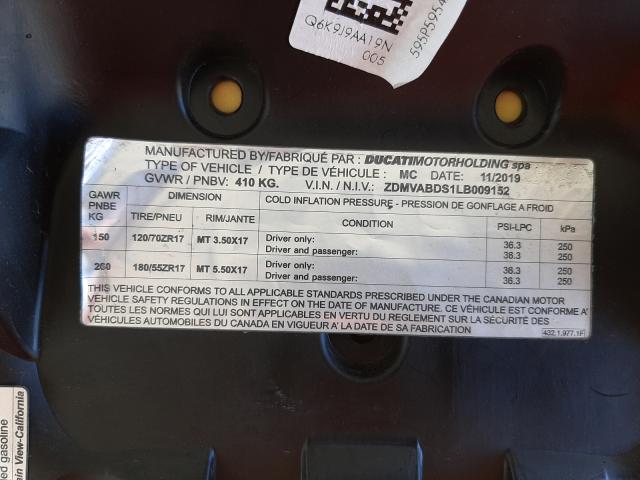 Q6K9J9AA19N
005
595P5954
MANUFACTURED BY/FABRIQUÉ PAR : DUCATIMOTORHOLDING spa
TYPE OF VEHICLE / TYPE DE VÉHICULE : MC DATE: 11/2019
GVWR / PNBV: 410 KG. V.I.N. / N.I.V.: ZDMVABDS1LB009152
GAWR PNBE KG
DIMENSION
TIRE/PNEU RIM/JANTE
COLD INFLATION PRESSURE - PRESSION DE GONFLAGE A FROID
CONDITION PSI-LPC kPa
150 120/70ZR17 MT 3.50X17 Driver only: 36.3 250
Driver and passenger: 36.3 250
260 180/55ZR17 MT 5.50X17 Driver only: 36.3 250
Driver and passenger: 36.3 250
THIS VEHICLE CONFORMS TO ALL APPLICABLE STANDARDS PRESCRIBED UNDER THE CANADIAN MOTOR
VEHICLE SAFETY REGULATIONS IN EFFECT ON THE DATE OF MANUFACTURE. CE VÉHICULE EST CONFORME A'
TOUTES LES NORMES QUI LUI SONT APPLICABLES EN VERTU DU REGLEMENT SUR LA SÉCURITÉ DES
VÉHICULES AUTOMOBILES DU CANADA EN VIGUEUR A' LA DATE DE SA FABRICATION
432.1.977.1F
ed gasoline
ain View-California